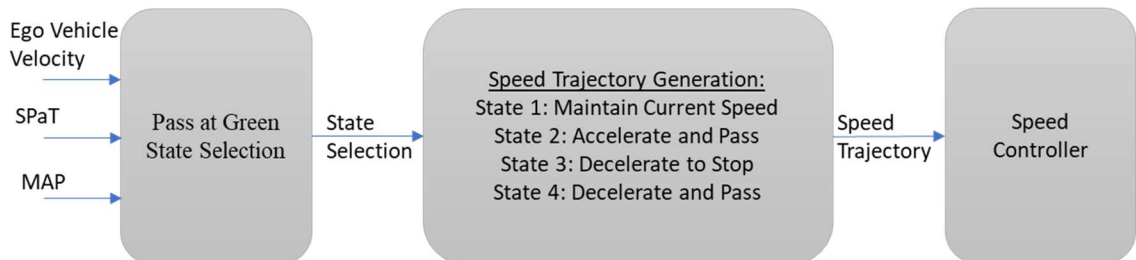 Ego Vehicle
Velocity
SPaT
MAP
Pass at Green
State Selection
State
Selection
Speed Trajectory Generation:
State 1: Maintain Current Speed
State 2: Accelerate and Pass
State 3: Decelerate to Stop
State 4: Decelerate and Pass
Speed
Trajectory
Speed
Controller